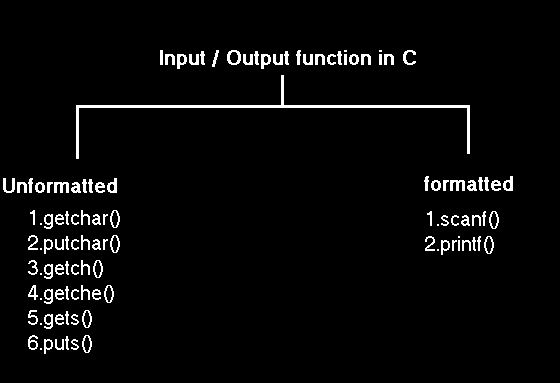 Input / Output function in C
Unformatted
1.getchar()
2.putchar()
3.getch()
4.getche()
5.gets()
6.puts()
formatted
1.scanf()
2.printf()